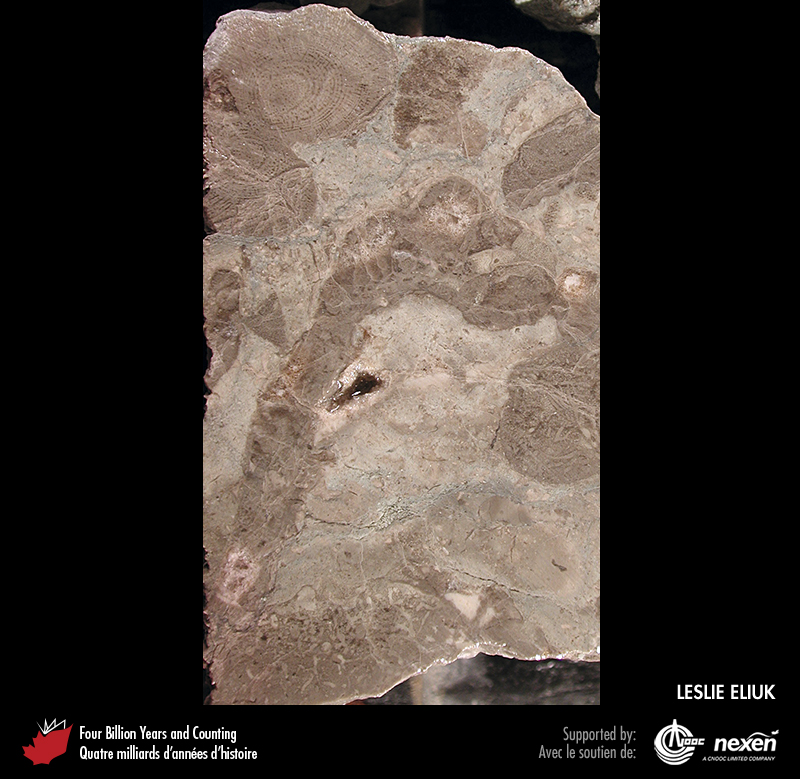 LESLIE ELIUK
Four Billion Years and Counting
Quatre milliards d'années d'histoire
Supported by:
Avec le soutien de:
CNOOC
nexen
A CNOOC LIMITED COMPANY